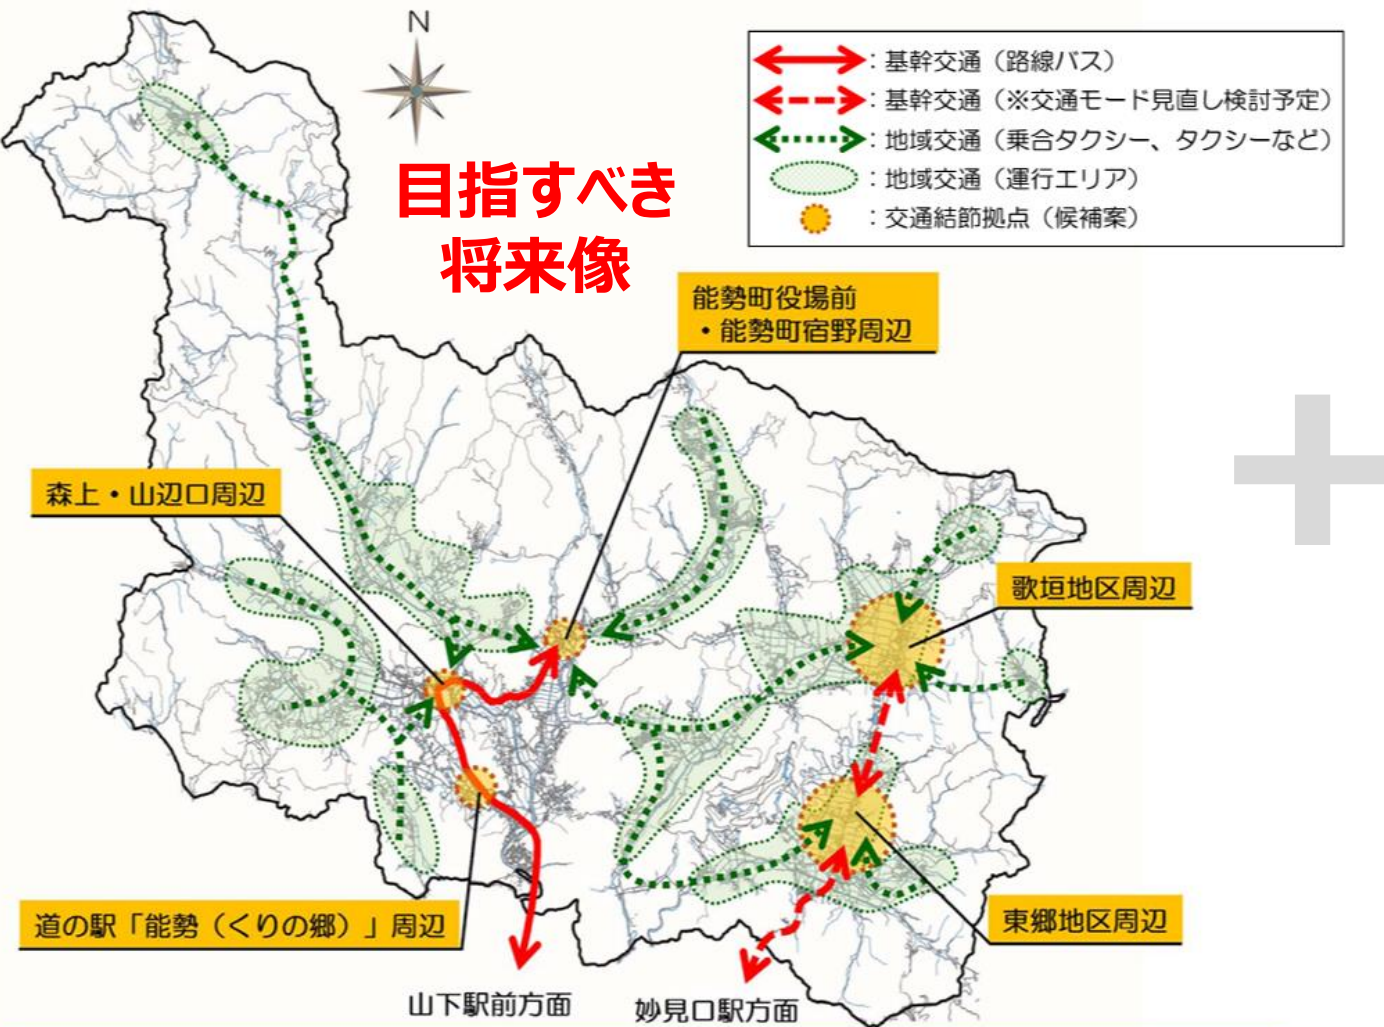 N
：基幹交通（路線バス）
：基幹交通（※交通モード見直し検討予定）
：地域交通（乗合タクシー、タクシーなど）
：地域交通（運行エリア）
：交通結節拠点（候補案）
目指すべき
将来像
能勢町役場前
・能勢町宿野周辺
森上・山辺口周辺
歌垣地区周辺
道の駅「能勢（くりの郷）」周辺
東郷地区周辺
山下駅前方面
妙見口駅方面